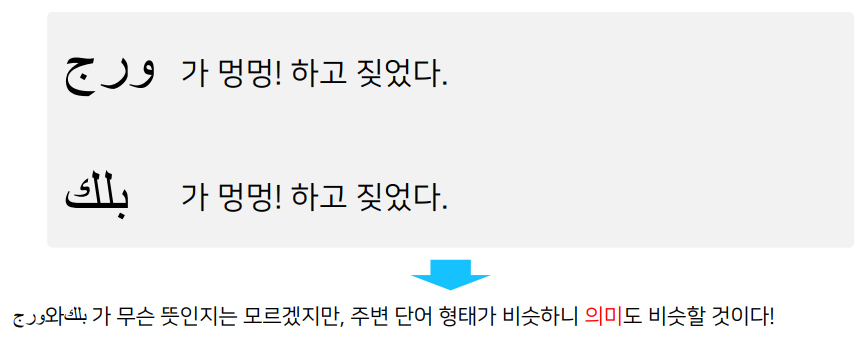 ورج 가 멍멍! 하고 짖었다.
بلك 가 멍멍! 하고 짖었다.
ورج와بلك 가 무슨 뜻인지는 모르겠지만, 주변 단어 형태가 비슷하니 의미도 비슷할 것이다!